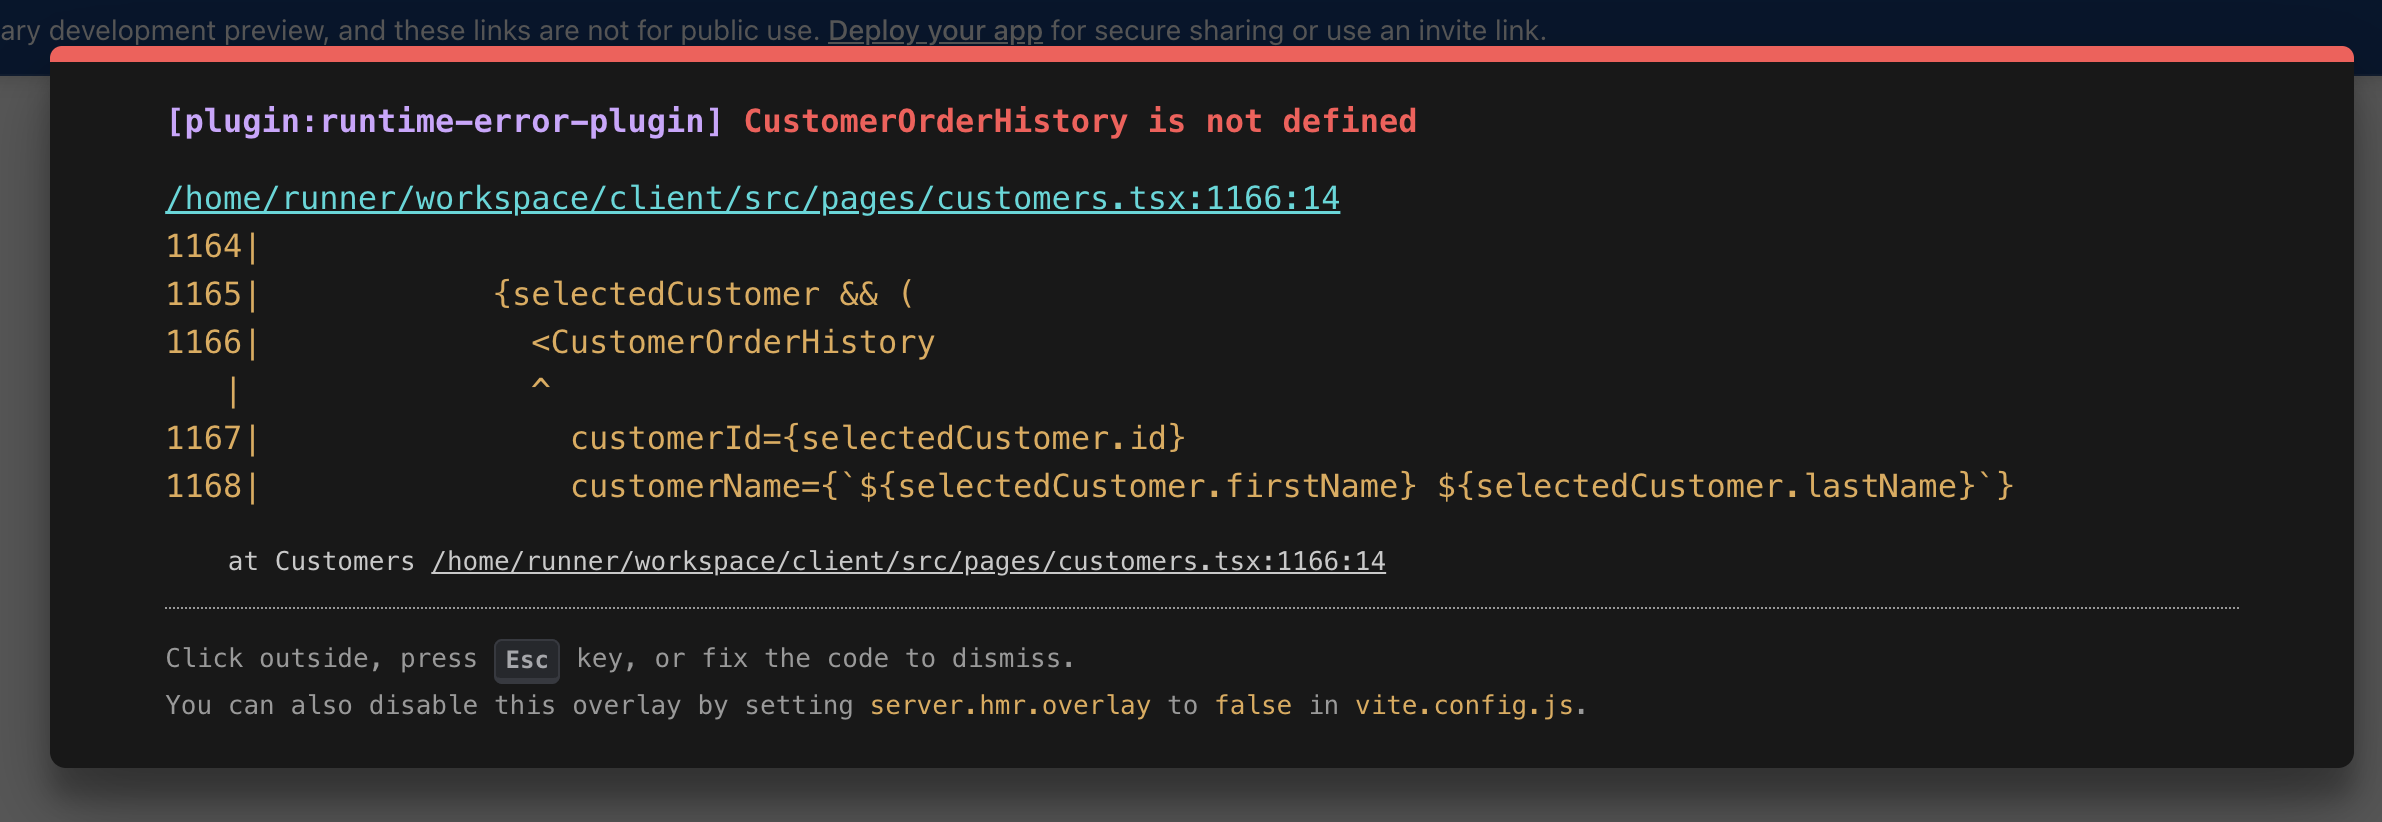 ary development preview, and these links are not for public use. Deploy your app for secure sharing or use an invite link.
[plugin:runtime-error-plugin] CustomerOrderHistory is not defined
/home/runner/workspace/client/src/pages/customers.tsx:1166:14
1164|
1165|            {selectedCustomer && (
1166|              <CustomerOrderHistory
   |               ^
1167|                customerId={selectedCustomer.id}
1168|                customerName={`${selectedCustomer.firstName} ${selectedCustomer.lastName}`}
at Customers /home/runner/workspace/client/src/pages/customers.tsx:1166:14
Click outside, press Esc key, or fix the code to dismiss.
You can also disable this overlay by setting server.hmr.overlay to false in vite.config.js.